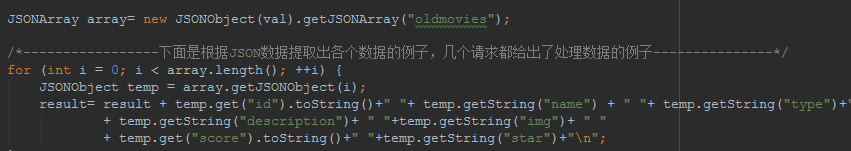 JSONArray array= new JSONObject(val).getJSONArray("oldmovies");
/*-----------------下面是根据JSON数据提取出各个数据的例子，几个请求都给出了处理数据的例子---------------*/
for (int i = 0; i < array.length(); ++i) {
JSONObject temp = array.getJSONObject(i);
result= result + temp.get("id").toString()+" "+ temp.getString("name") + " "+ temp.getString("type")+"
+ temp.getString("description")+ " "+temp.getString("img")+ " "
+ temp.get("score").toString()+" "+temp.getString("star")+"\n";